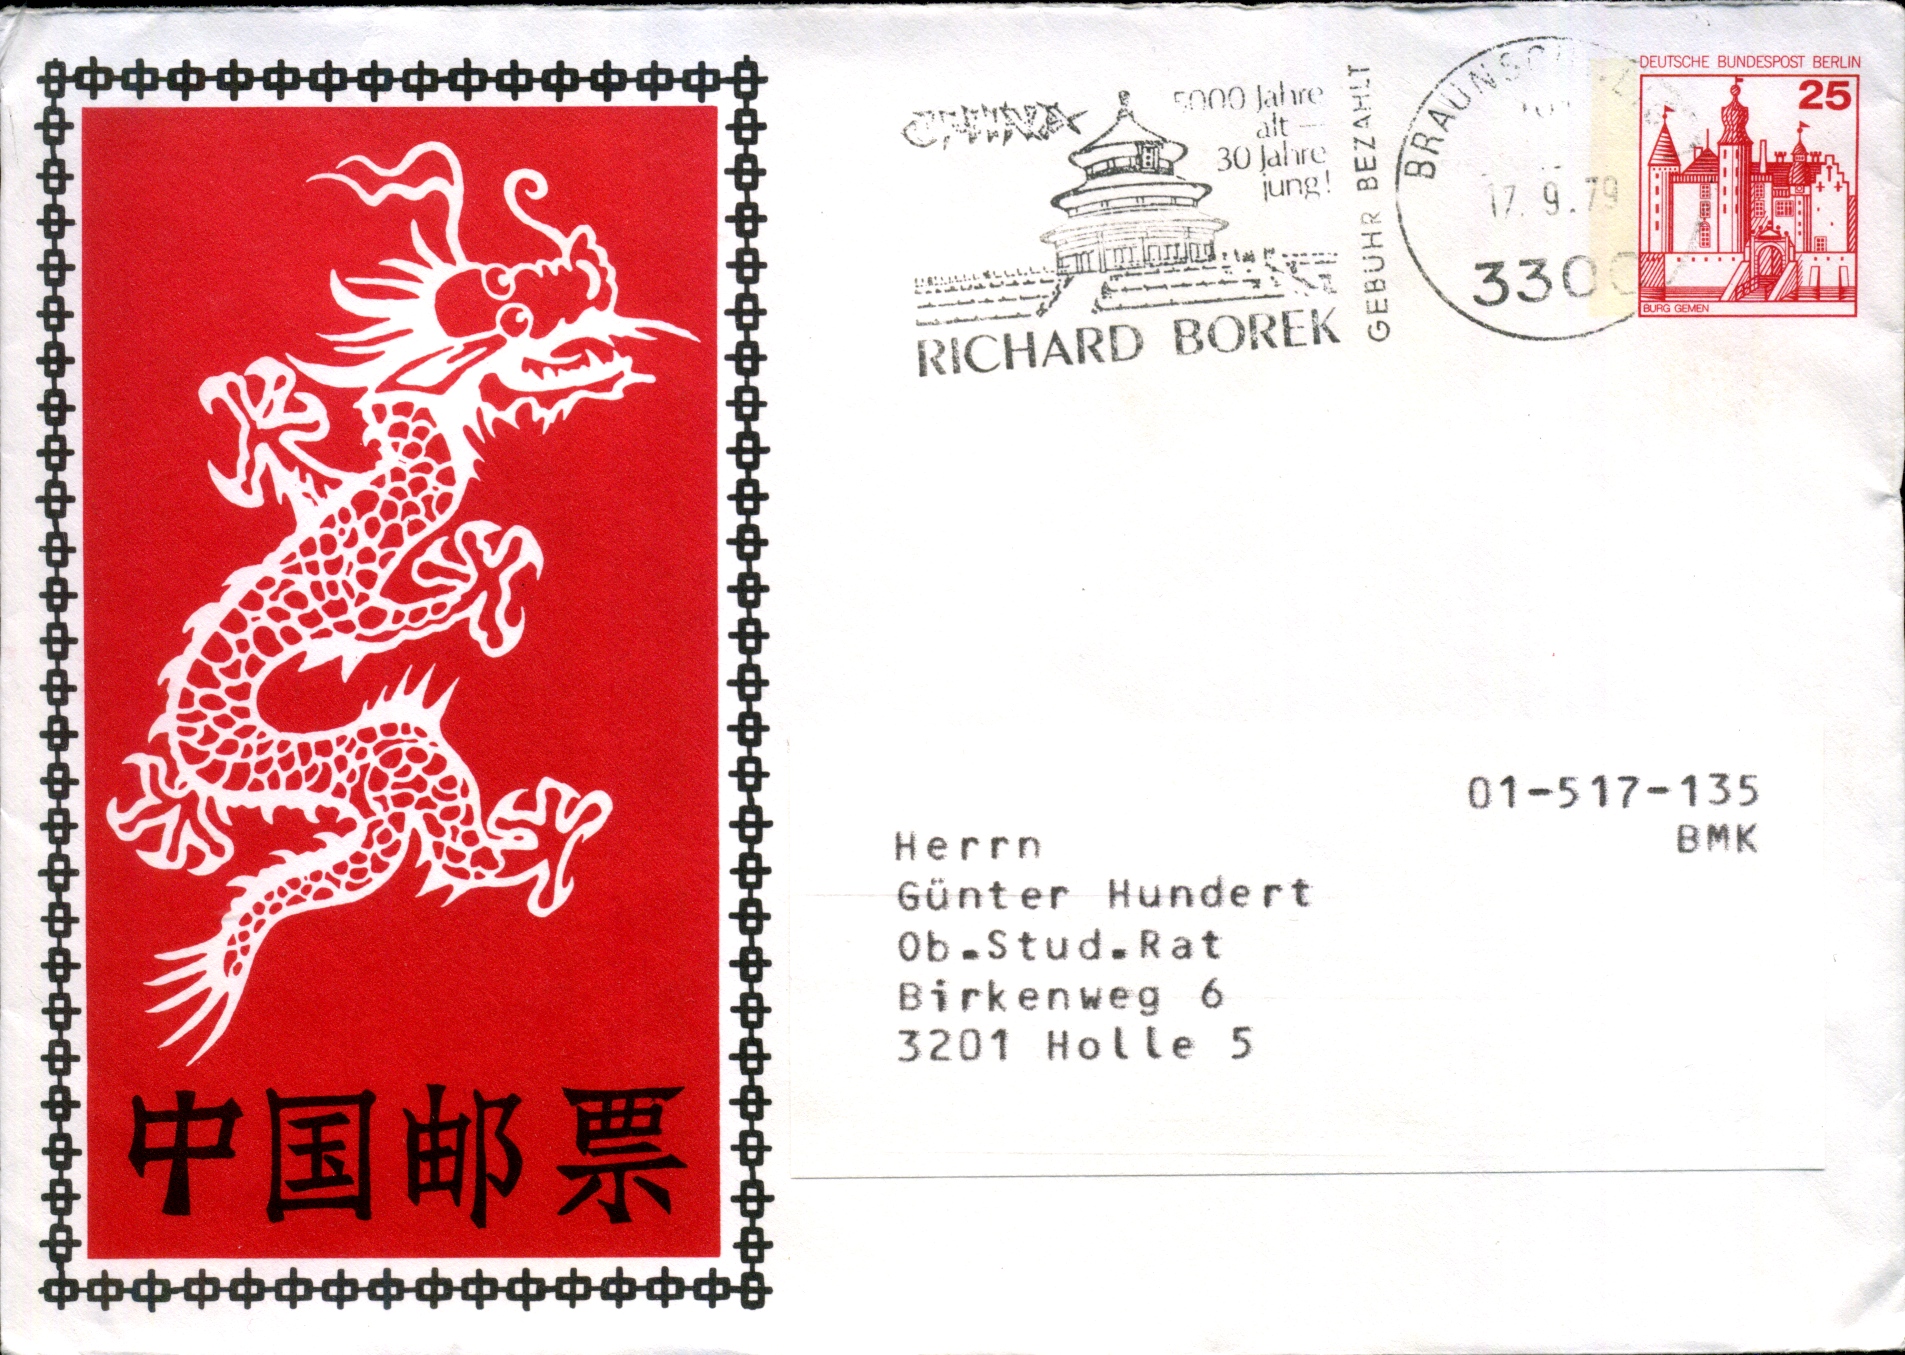 CHINA
5000 Jahre
alt —
30 Jahre
jung!
RICHARD BOREK
GEBÜHR BEZAHLT
17. 9. 79
3300
DEUTSCHE BUNDESPOST BERLIN
25
BURG GEMEN
中国邮票
01-517-135
BMK
Herrn
Günter Hundert
Ob.Stud.Rat
Birkenweg 6
3201 Holle 5